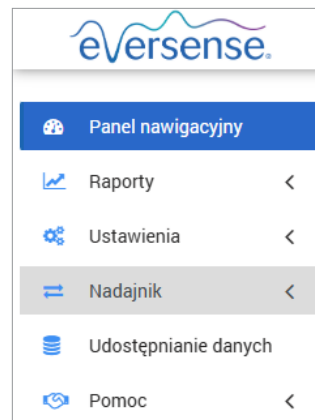 eversense.
Panel nawigacyjny
Raporty
Ustawienia
Nadajnik
Udostępnianie danych
Pomoc